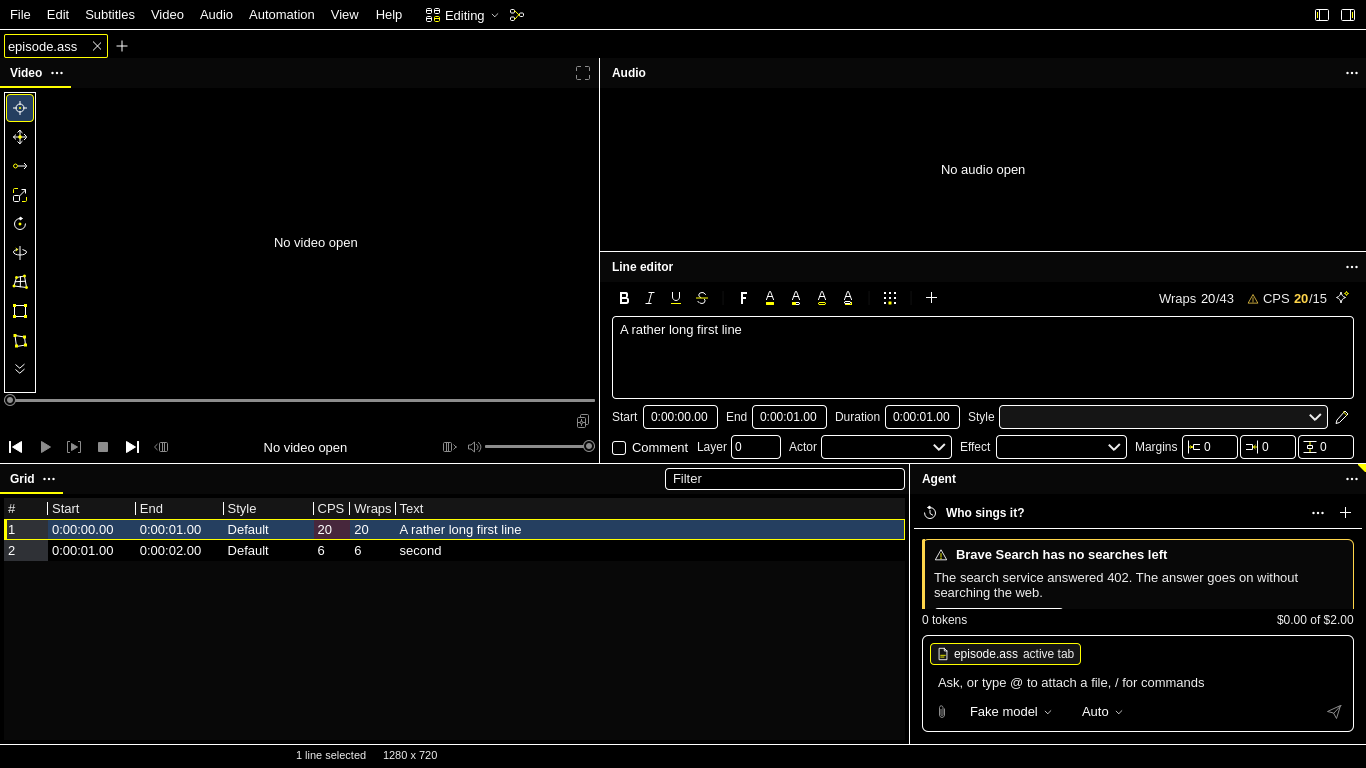 File Edit Subtitles Video Audio Automation View Help Editing
episode.ass
Video
No video open
No video open
Audio
No audio open
Line editor
B I U S F A A A A Wraps 20/43 CPS 20/15
A rather long first line
Start 0:00:00.00 End 0:00:01.00 Duration 0:00:01.00 Style
Comment Layer 0 Actor Effect Margins 0 0 0
Grid Filter
# Start End Style CPS Wraps Text
1 0:00:00.00 0:00:01.00 Default 20 20 A rather long first line
2 0:00:01.00 0:00:02.00 Default 6 6 second
Agent
Who sings it?
Brave Search has no searches left
The search service answered 402. The answer goes on without
searching the web.
0 tokens $0.00 of $2.00
episode.ass active tab
Ask, or type @ to attach a file, / for commands
Fake model Auto
1 line selected 1280 x 720